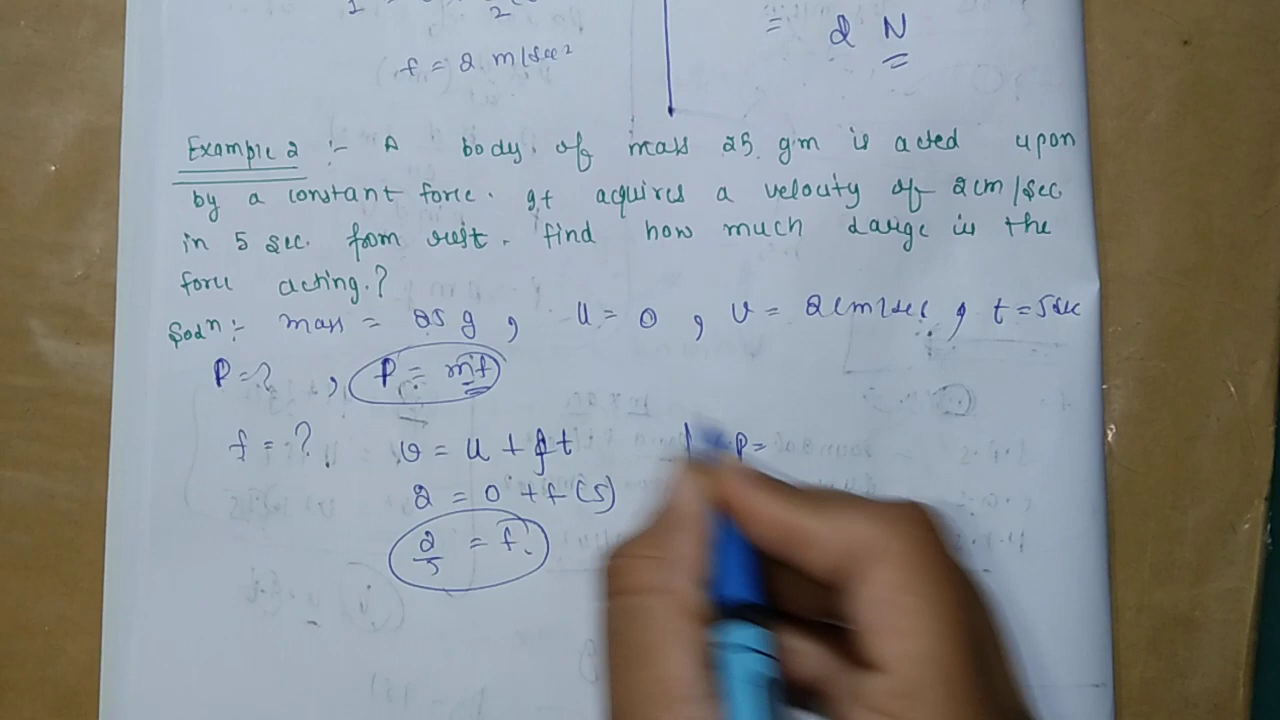 f = 2 m/sec²
= 2 N
Example 2 :- A body of mass 25 gm is acted upon
by a constant force. It acquires a velocity of 2cm/sec
in 5 sec. from rest. find how much large is the
force acting.?
Solⁿ:- mass = 25 g , u = 0 , v = 2cm/sec , t = 5sec
P = ? , P = mf
f = ? v = u + ft P =
2 = 0 + f (5)
2/5 = f